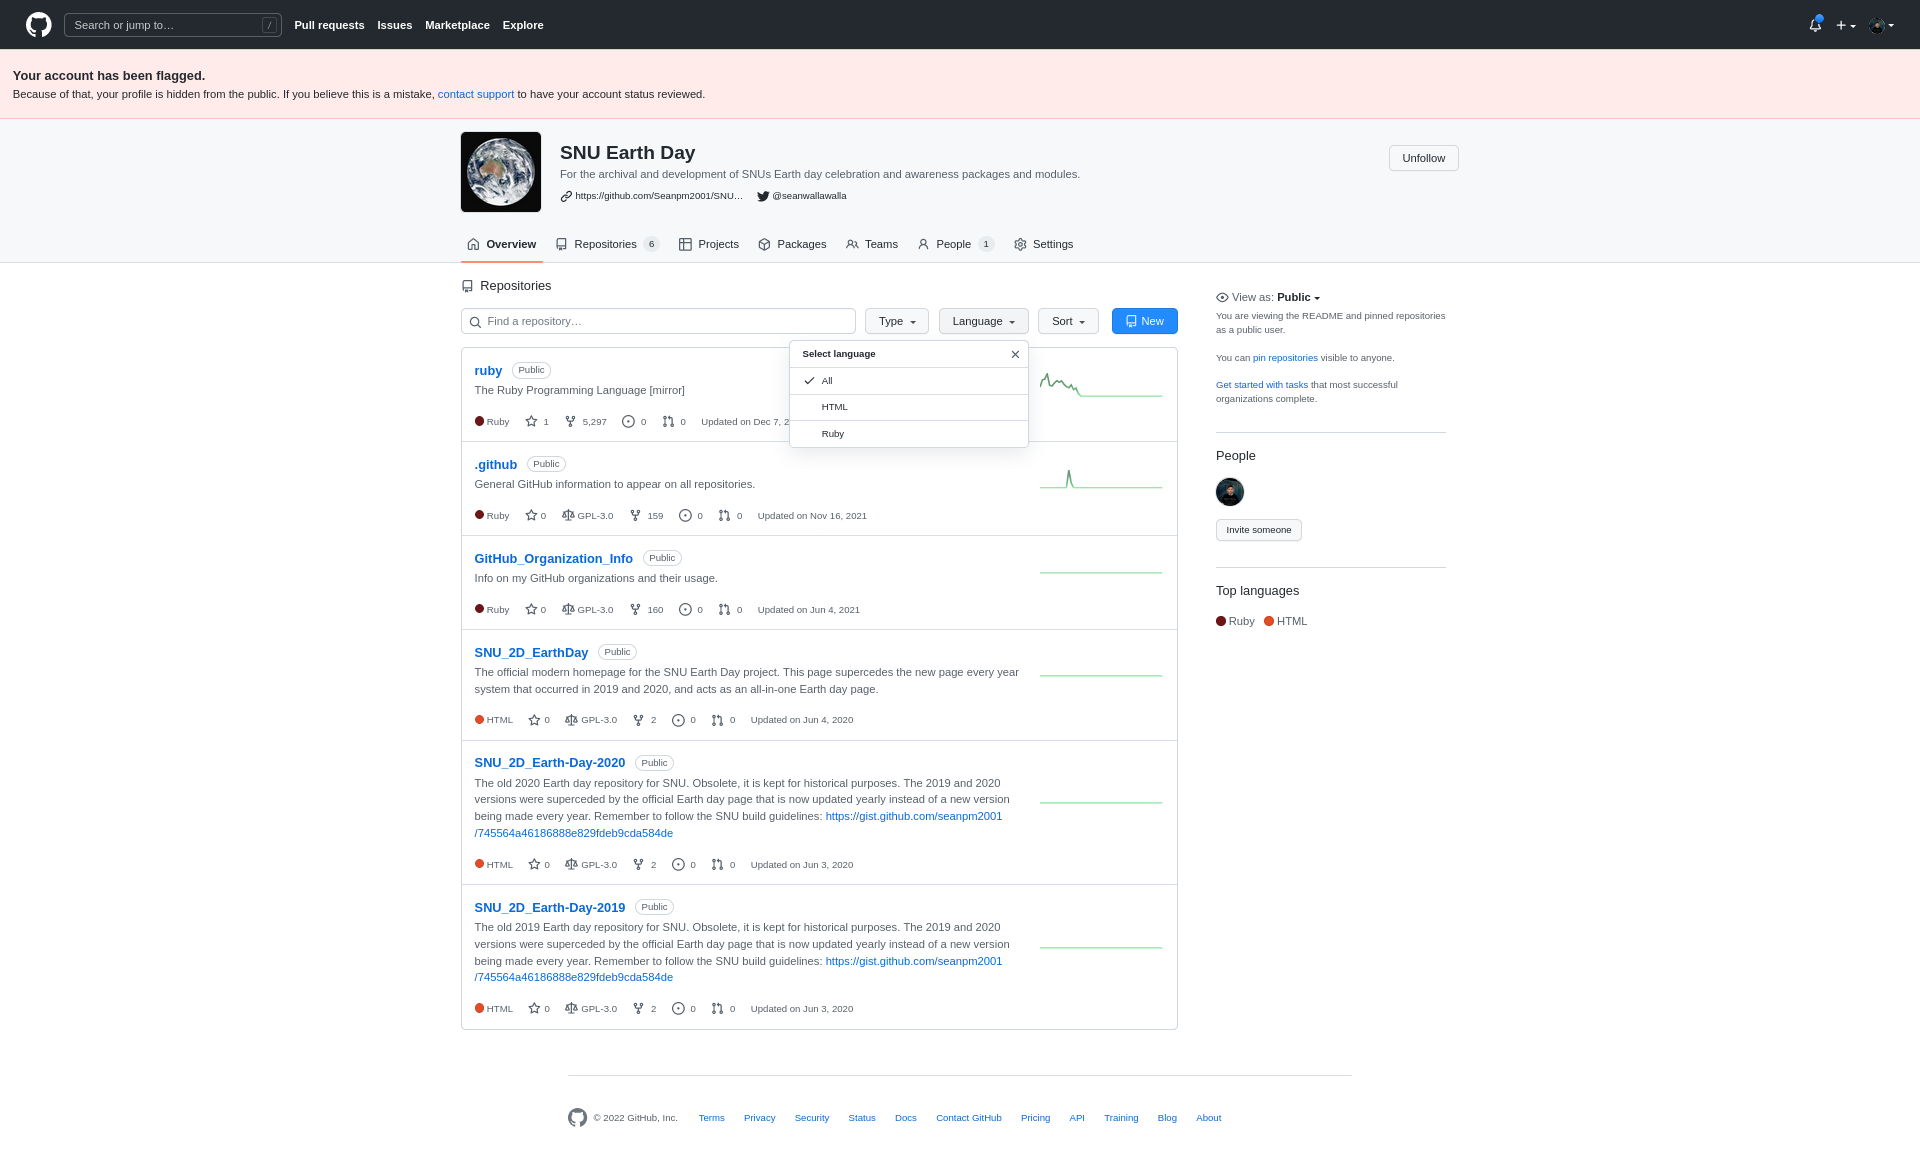 Search or jump to… /
Pull requests Issues Marketplace Explore
Your account has been flagged.
Because of that, your profile is hidden from the public. If you believe this is a mistake, contact support to have your account status reviewed.
SNU Earth Day
Unfollow
For the archival and development of SNUs Earth day celebration and awareness packages and modules.
https://github.com/Seanpm2001/SNU… @seanwallawalla
Overview Repositories 6 Projects Packages Teams People 1 Settings
Repositories
Find a repository… Type Language Sort New
Select language
All
HTML
Ruby
ruby Public
The Ruby Programming Language [mirror]
Ruby 1 5,297 0 0 Updated on Dec 7, 2
.github Public
General GitHub information to appear on all repositories.
Ruby 0 GPL-3.0 159 0 0 Updated on Nov 16, 2021
GitHub_Organization_Info Public
Info on my GitHub organizations and their usage.
Ruby 0 GPL-3.0 160 0 0 Updated on Jun 4, 2021
SNU_2D_EarthDay Public
The official modern homepage for the SNU Earth Day project. This page supercedes the new page every year
system that occurred in 2019 and 2020, and acts as an all-in-one Earth day page.
HTML 0 GPL-3.0 2 0 0 Updated on Jun 4, 2020
SNU_2D_Earth-Day-2020 Public
The old 2020 Earth day repository for SNU. Obsolete, it is kept for historical purposes. The 2019 and 2020
versions were superceded by the official Earth day page that is now updated yearly instead of a new version
being made every year. Remember to follow the SNU build guidelines: https://gist.github.com/seanpm2001
/745564a46186888e829fdeb9cda584de
HTML 0 GPL-3.0 2 0 0 Updated on Jun 3, 2020
SNU_2D_Earth-Day-2019 Public
The old 2019 Earth day repository for SNU. Obsolete, it is kept for historical purposes. The 2019 and 2020
versions were superceded by the official Earth day page that is now updated yearly instead of a new version
being made every year. Remember to follow the SNU build guidelines: https://gist.github.com/seanpm2001
/745564a46186888e829fdeb9cda584de
HTML 0 GPL-3.0 2 0 0 Updated on Jun 3, 2020
View as: Public
You are viewing the README and pinned repositories
as a public user.
You can pin repositories visible to anyone.
Get started with tasks that most successful
organizations complete.
People
Invite someone
Top languages
Ruby HTML
© 2022 GitHub, Inc. Terms Privacy Security Status Docs Contact GitHub Pricing API Training Blog About